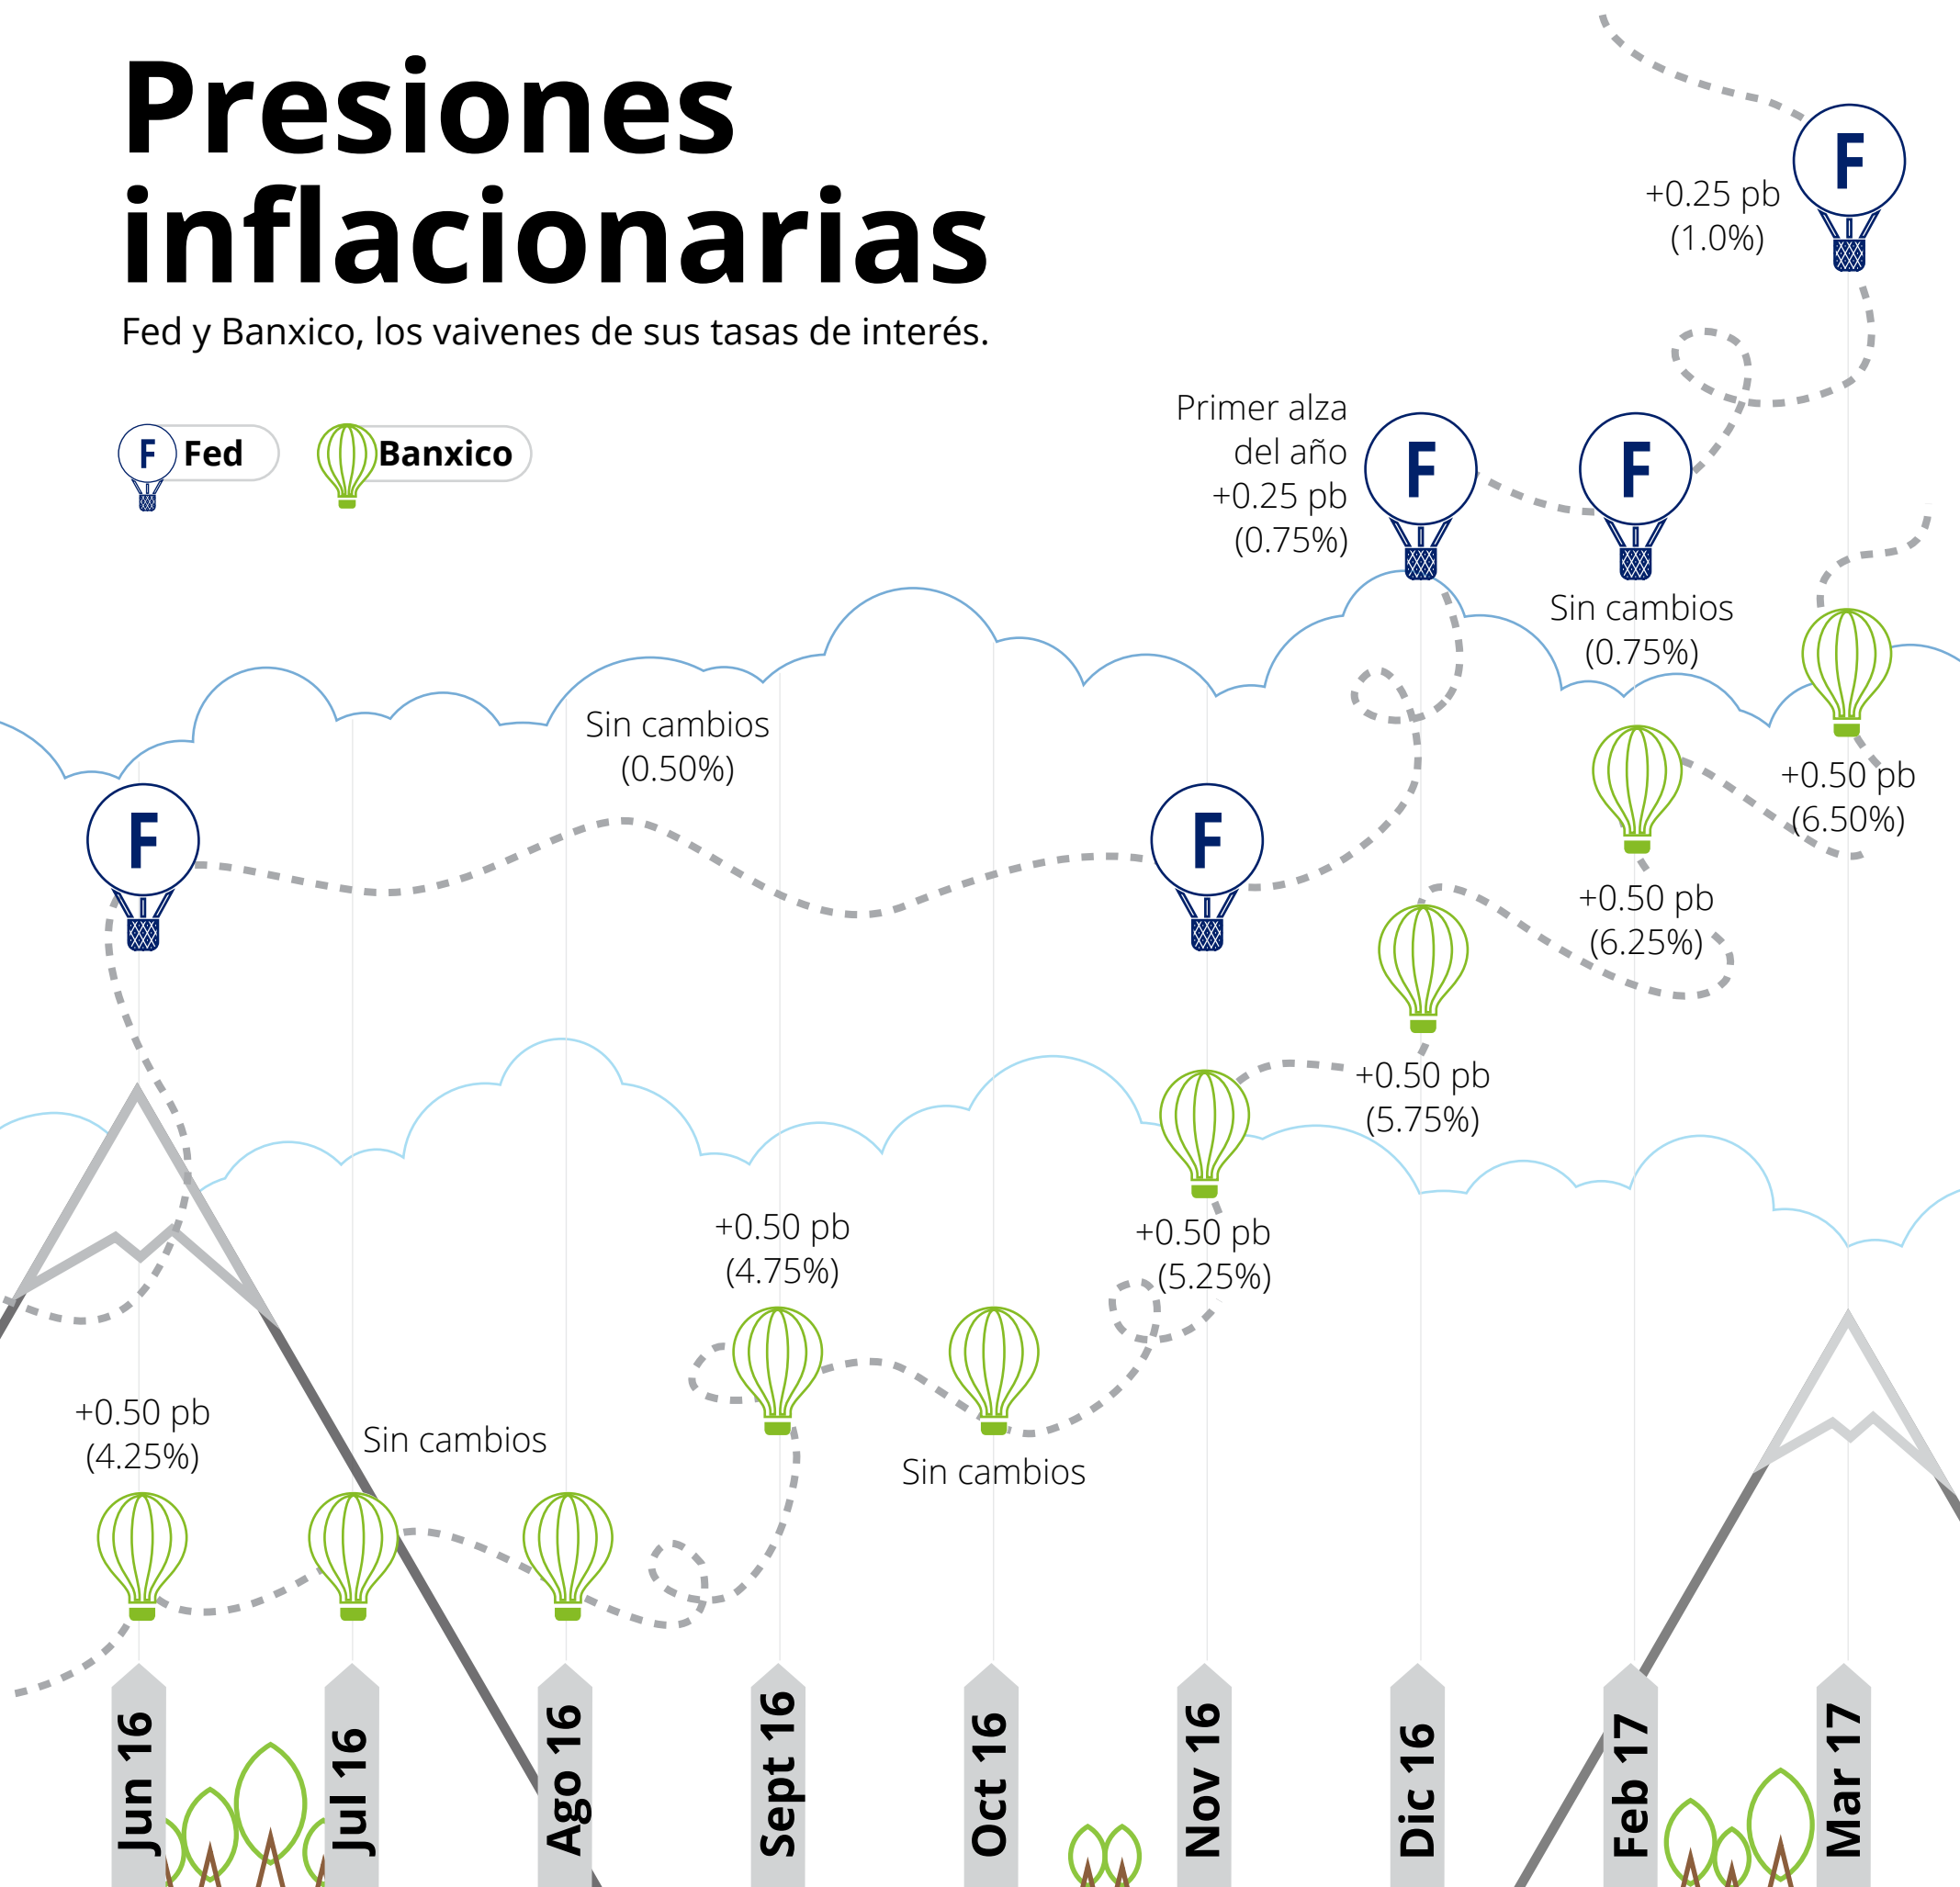 Presiones
inflacionarias
Fed y Banxico, los vaivenes de sus tasas de interés.
F Fed
Banxico
F
+0.25 pb
(1.0%)
Primer alza
del año
+0.25 pb
(0.75%)
F
F
Sin cambios
(0.75%)
Sin cambios
(0.50%)
F
F
+0.50 pb
(6.50%)
+0.50 pb
(6.25%)
+0.50 pb
(5.75%)
+0.50 pb
(5.25%)
+0.50 pb
(4.75%)
Sin cambios
+0.50 pb
(4.25%)
Sin cambios
Jun 16
Jul 16
Ago 16
Sept 16
Oct 16
Nov 16
Dic 16
Feb 17
Mar 17